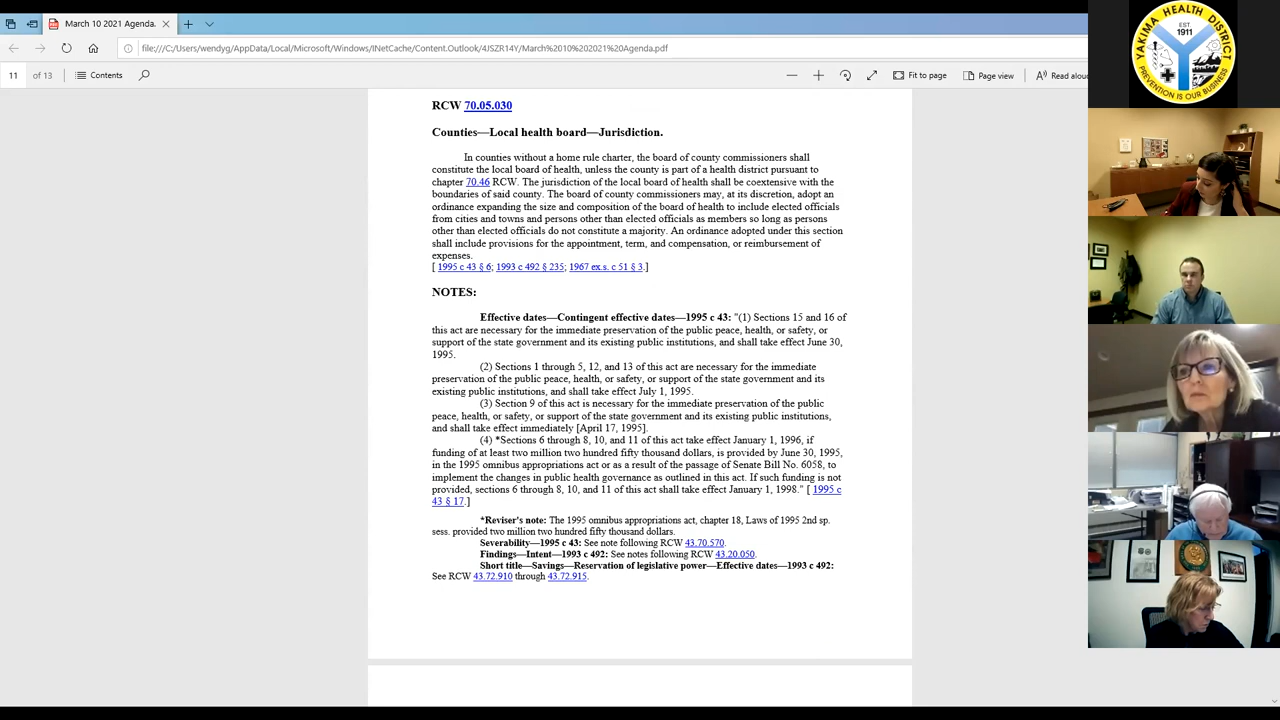 March 10 2021 Agenda.
file:///C:/Users/wendyg/AppData/Local/Microsoft/Windows/INetCache/Content.Outlook/4JSZR14Y/March%2010%202021%20Agenda.pdf
11 of 13 Contents Fit to page Page view Read alou
RCW 70.05.030
Counties—Local health board—Jurisdiction.
In counties without a home rule charter, the board of county commissioners shall
constitute the local board of health, unless the county is part of a health district pursuant to
chapter 70.46 RCW. The jurisdiction of the local board of health shall be coextensive with the
boundaries of said county. The board of county commissioners may, at its discretion, adopt an
ordinance expanding the size and composition of the board of health to include elected officials
from cities and towns and persons other than elected officials as members so long as persons
other than elected officials do not constitute a majority. An ordinance adopted under this section
shall include provisions for the appointment, term, and compensation, or reimbursement of
expenses.
[ 1995 c 43 § 6; 1993 c 492 § 235; 1967 ex.s. c 51 § 3.]
NOTES:
Effective dates—Contingent effective dates—1995 c 43: "(1) Sections 15 and 16 of
this act are necessary for the immediate preservation of the public peace, health, or safety, or
support of the state government and its existing public institutions, and shall take effect June 30,
1995.
(2) Sections 1 through 5, 12, and 13 of this act are necessary for the immediate
preservation of the public peace, health, or safety, or support of the state government and its
existing public institutions, and shall take effect July 1, 1995.
(3) Section 9 of this act is necessary for the immediate preservation of the public
peace, health, or safety, or support of the state government and its existing public institutions,
and shall take effect immediately [April 17, 1995].
(4) *Sections 6 through 8, 10, and 11 of this act take effect January 1, 1996, if
funding of at least two million two hundred fifty thousand dollars, is provided by June 30, 1995,
in the 1995 omnibus appropriations act or as a result of the passage of Senate Bill No. 6058, to
implement the changes in public health governance as outlined in this act. If such funding is not
provided, sections 6 through 8, 10, and 11 of this act shall take effect January 1, 1998." [ 1995 c
43 § 17.]
*Reviser's note: The 1995 omnibus appropriations act, chapter 18, Laws of 1995 2nd sp.
sess. provided two million two hundred fifty thousand dollars.
Severability—1995 c 43: See note following RCW 43.70.570.
Findings—Intent—1993 c 492: See notes following RCW 43.20.050.
Short title—Savings—Reservation of legislative power—Effective dates—1993 c 492:
See RCW 43.72.910 through 43.72.915.
YAKIMA HEALTH DISTRICT
EST.
1911
PREVENTION IS OUR BUSINESS